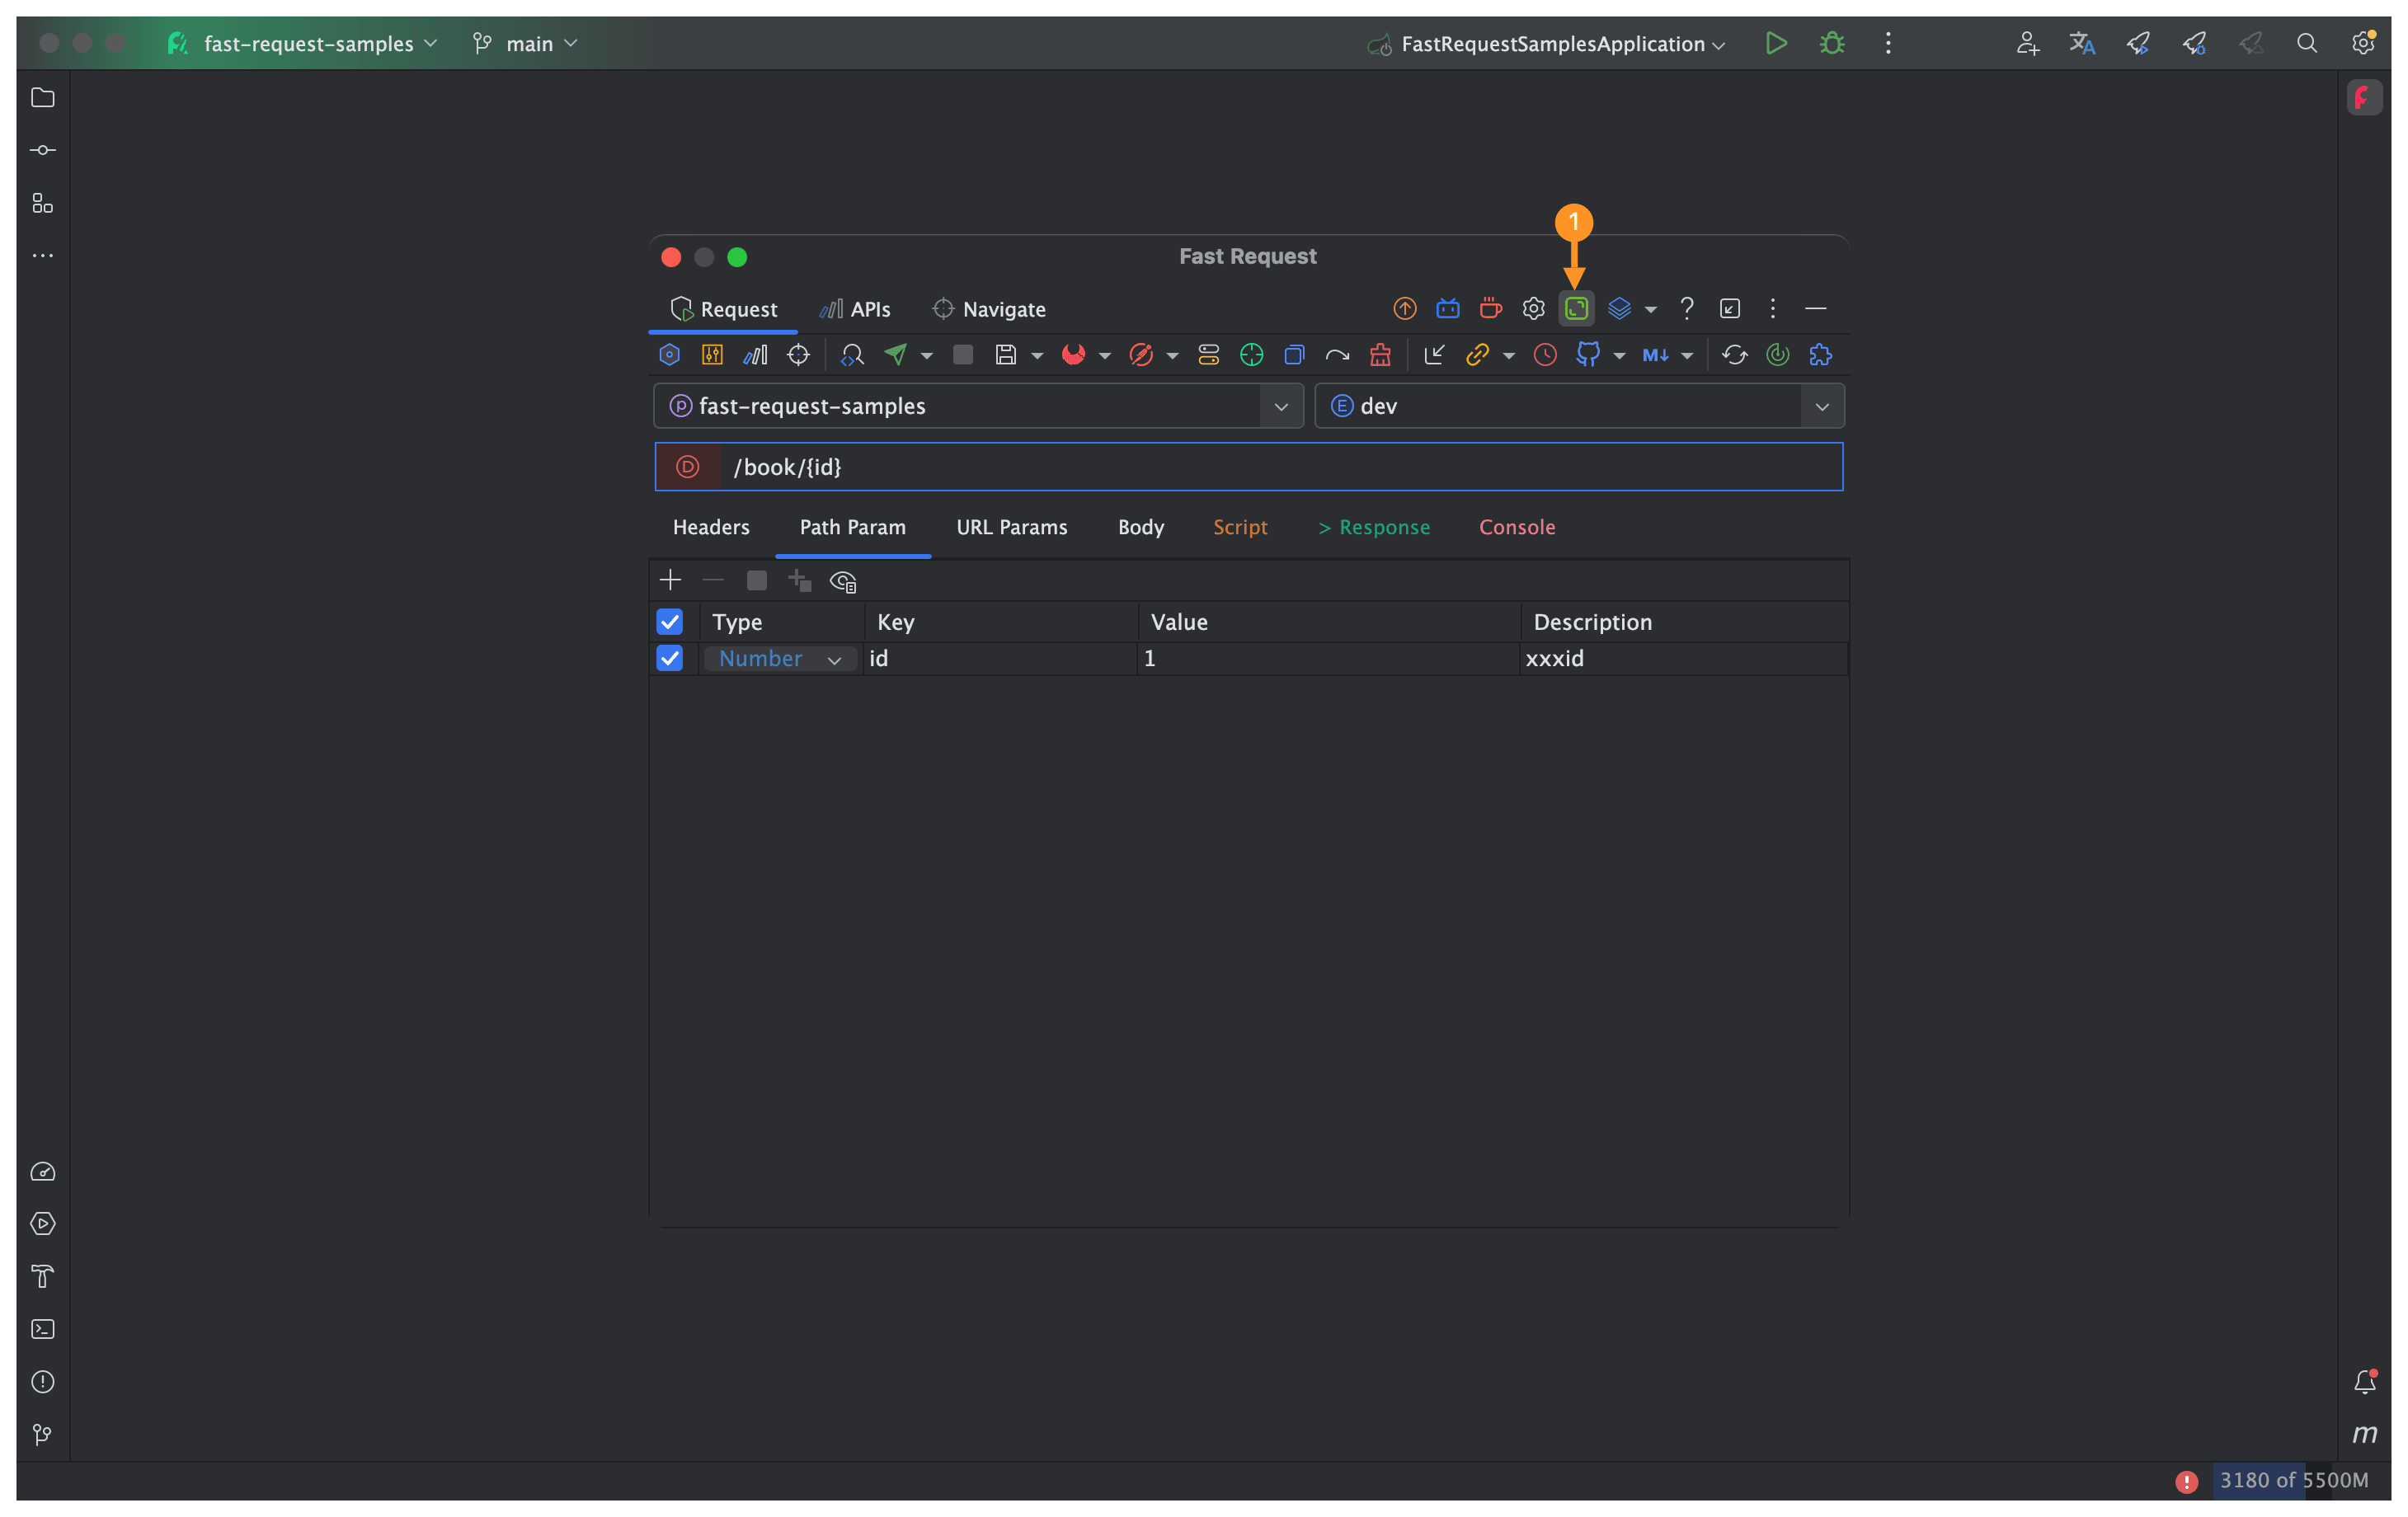 fast-request-samples main FastRequestSamplesApplication
1
Fast Request
Request APIs Navigate ?
M↓
P fast-request-samples E dev
D /book/{id}
Headers Path Param URL Params Body Script > Response Console
Type Key Value Description
Number id 1 xxxid
m
3180 of 5500M